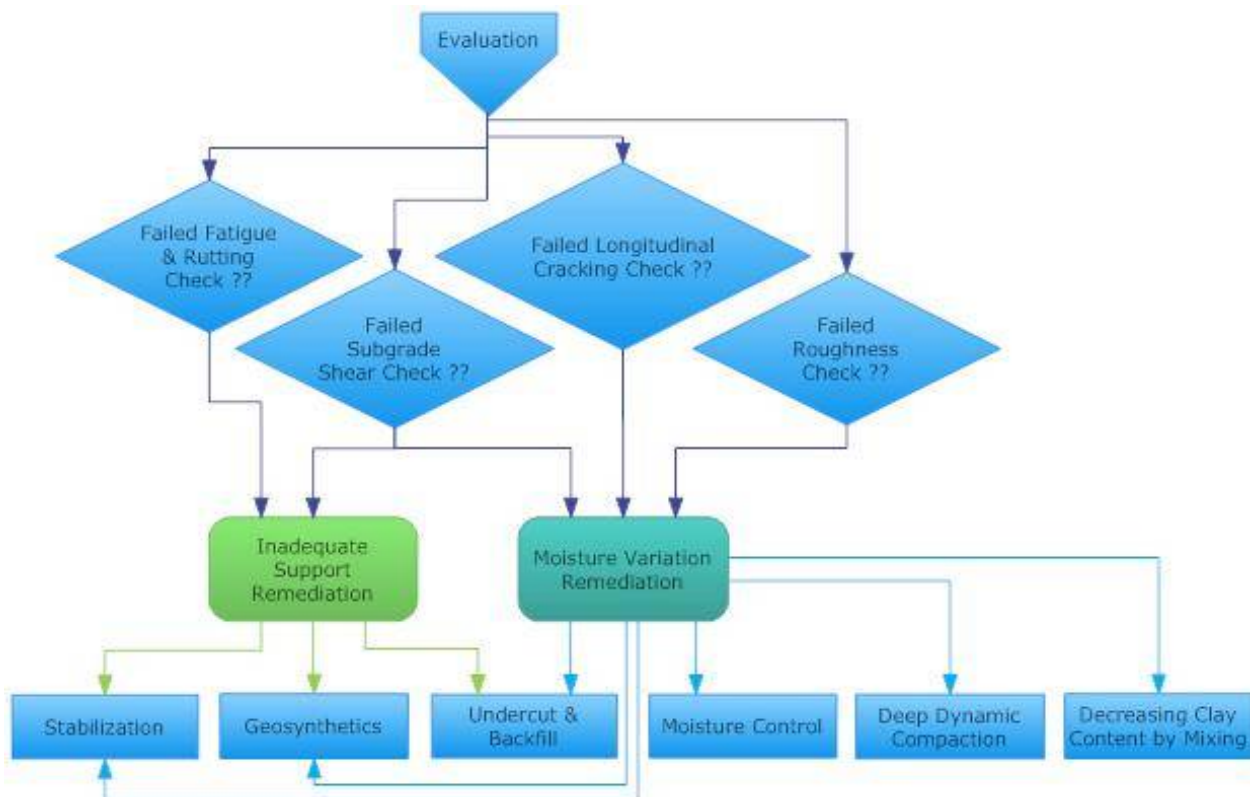 Evaluation
Failed Fatigue
& Rutting
Check ??
Failed
Subgrade
Shear Check ??
Failed Longitudinal
Cracking Check ??
Failed
Roughness
Check ??
Inadequate
Support
Remediation
Moisture Variation
Remediation
Stabilization
Geosynthetics
Undercut &
Backfill
Moisture Control
Deep Dynamic
Compaction
Decreasing Clay
Content by Mixing